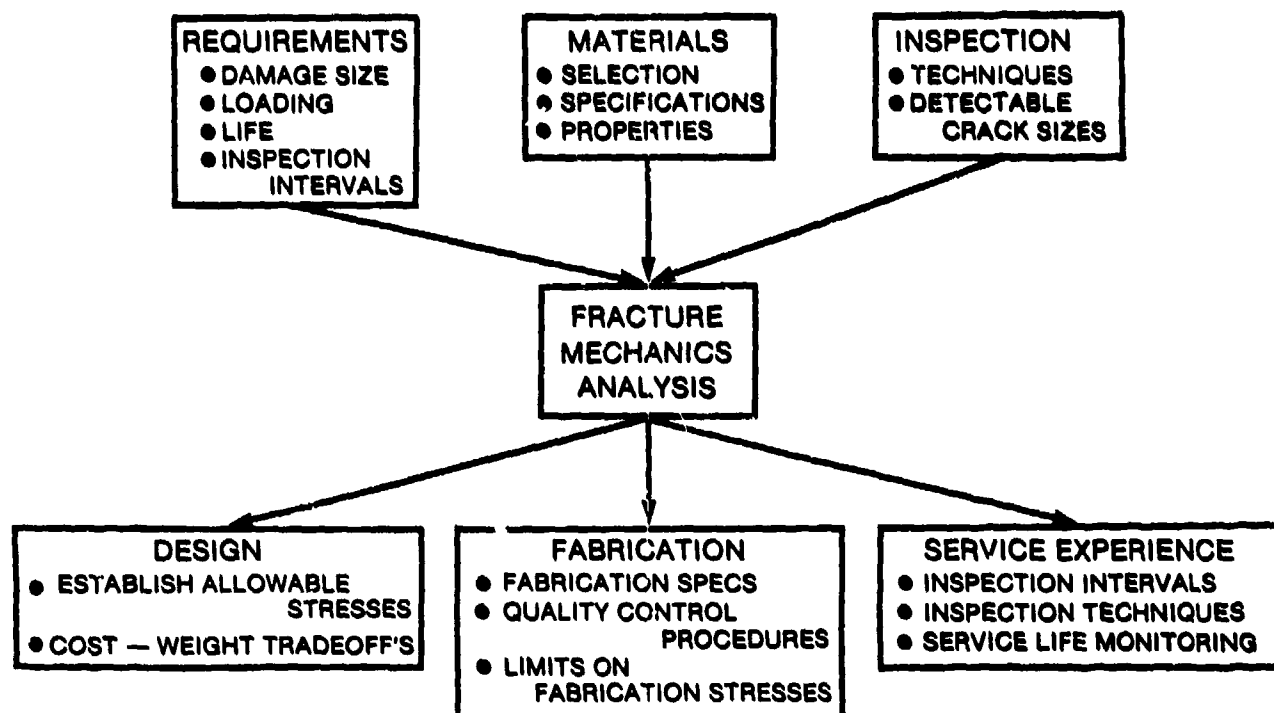 REQUIREMENTS
● DAMAGE SIZE
● LOADING
● LIFE
● INSPECTION
INTERVALS
MATERIALS
● SELECTION
● SPECIFICATIONS
● PROPERTIES
INSPECTION
● TECHNIQUES
● DETECTABLE
CRACK SIZES
FRACTURE
MECHANICS
ANALYSIS
DESIGN
● ESTABLISH ALLOWABLE
STRESSES
● COST — WEIGHT TRADEOFF'S
FABRICATION
● FABRICATION SPECS
● QUALITY CONTROL
PROCEDURES
● LIMITS ON
FABRICATION STRESSES
SERVICE EXPERIENCE
● INSPECTION INTERVALS
● INSPECTION TECHNIQUES
● SERVICE LIFE MONITORING